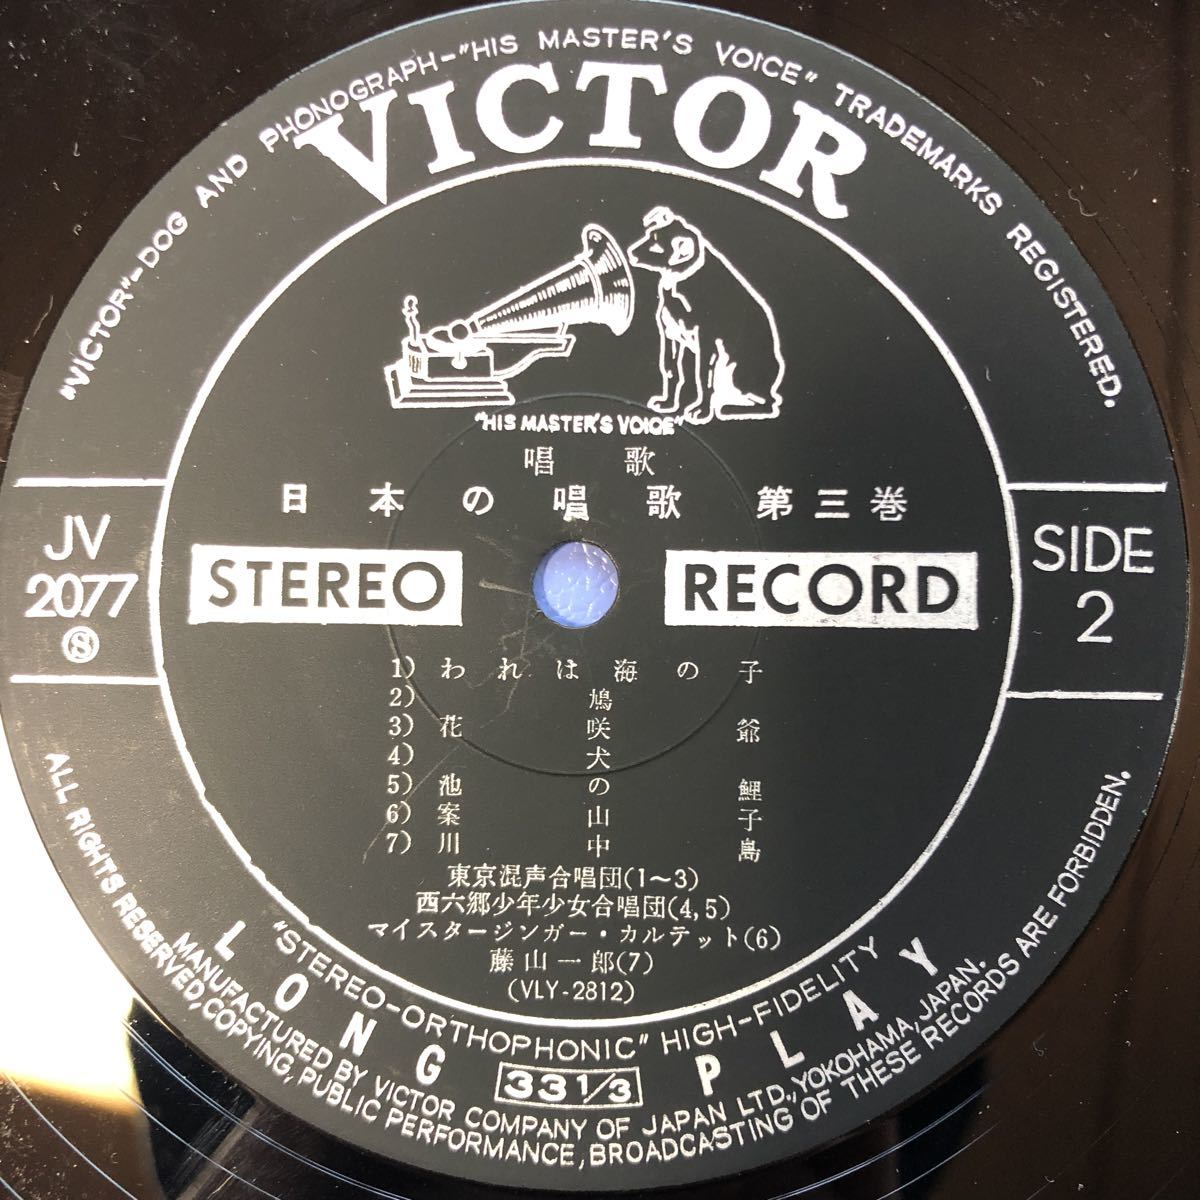 "VICTOR"-DOG AND PHONOGRAPH-"HIS MASTER'S VOICE" TRADEMARKS REGISTERED.
VICTOR
"HIS MASTER'S VOICE"
唱歌
日本の唱歌 第三巻
JV
2077
Ⓢ
STEREO RECORD
SIDE
2
1) われは海の子
2) 鳩
3) 花咲爺
4) 犬
5) 池の鯉
6) 案山子
7) 川中島
東京混声合唱団(1～3)
西六郷少年少女合唱団(4,5)
マイスタージンガー・カルテット(6)
藤山一郎(7)
(VLY-2812)
"STEREO-ORTHOPHONIC" HIGH-FIDELITY
LONG 33 1/3 PLAY
MANUFACTURED BY VICTOR COMPANY OF JAPAN LTD., YOKOHAMA, JAPAN.
ALL RIGHTS RESERVED, COPYING, PUBLIC PERFORMANCE, BROADCASTING OF THESE RECORDS ARE FORBIDDEN.